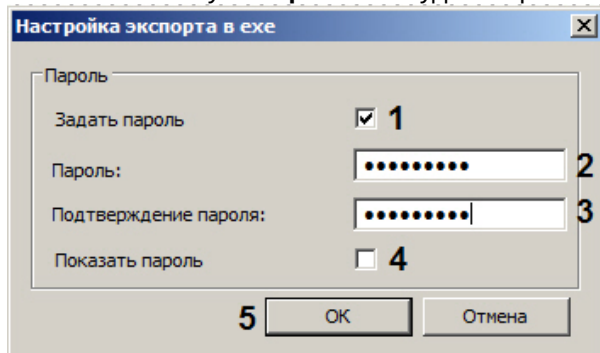 Настройка экспорта в exe
Пароль
Задать пароль 1
Пароль: ●●●●●●●●● 2
Подтверждение пароля: ●●●●●●●●● 3
Показать пароль 4
5 OK Отмена